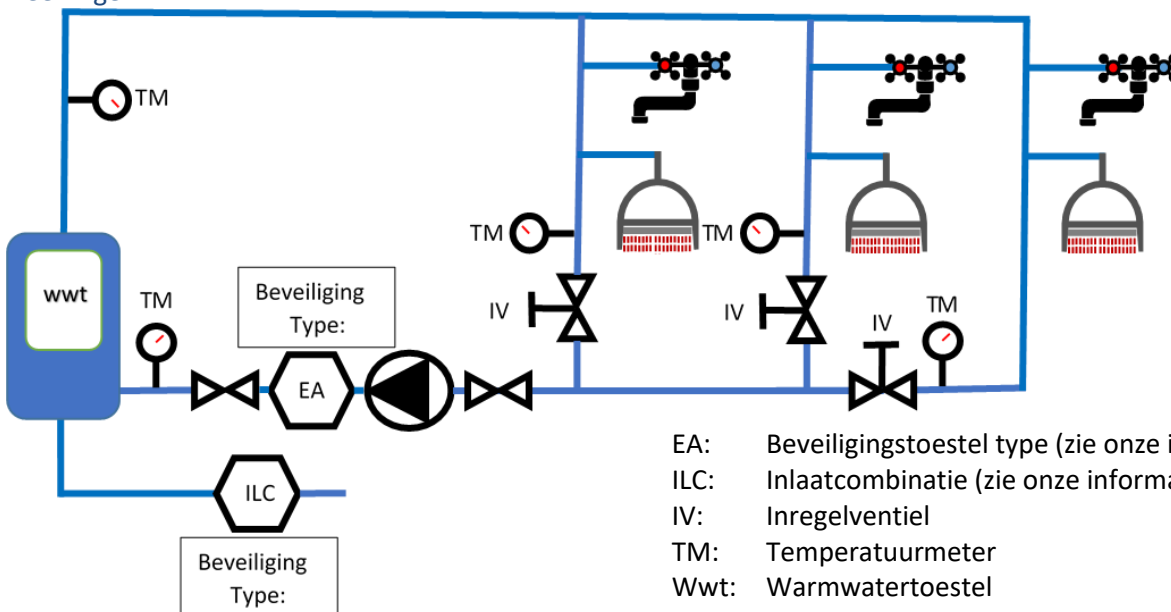 TM
TM
TM
wwt
TM
Beveiliging
Type:
IV
IV
IV
TM
EA
ILC
Beveiliging
Type:
EA: Beveiligingstoestel type (zie onze
ILC: Inlaatcombinatie (zie onze
IV: Inregelventiel
TM: Temperatuurmeter
Wwt: Warmwatertoestel